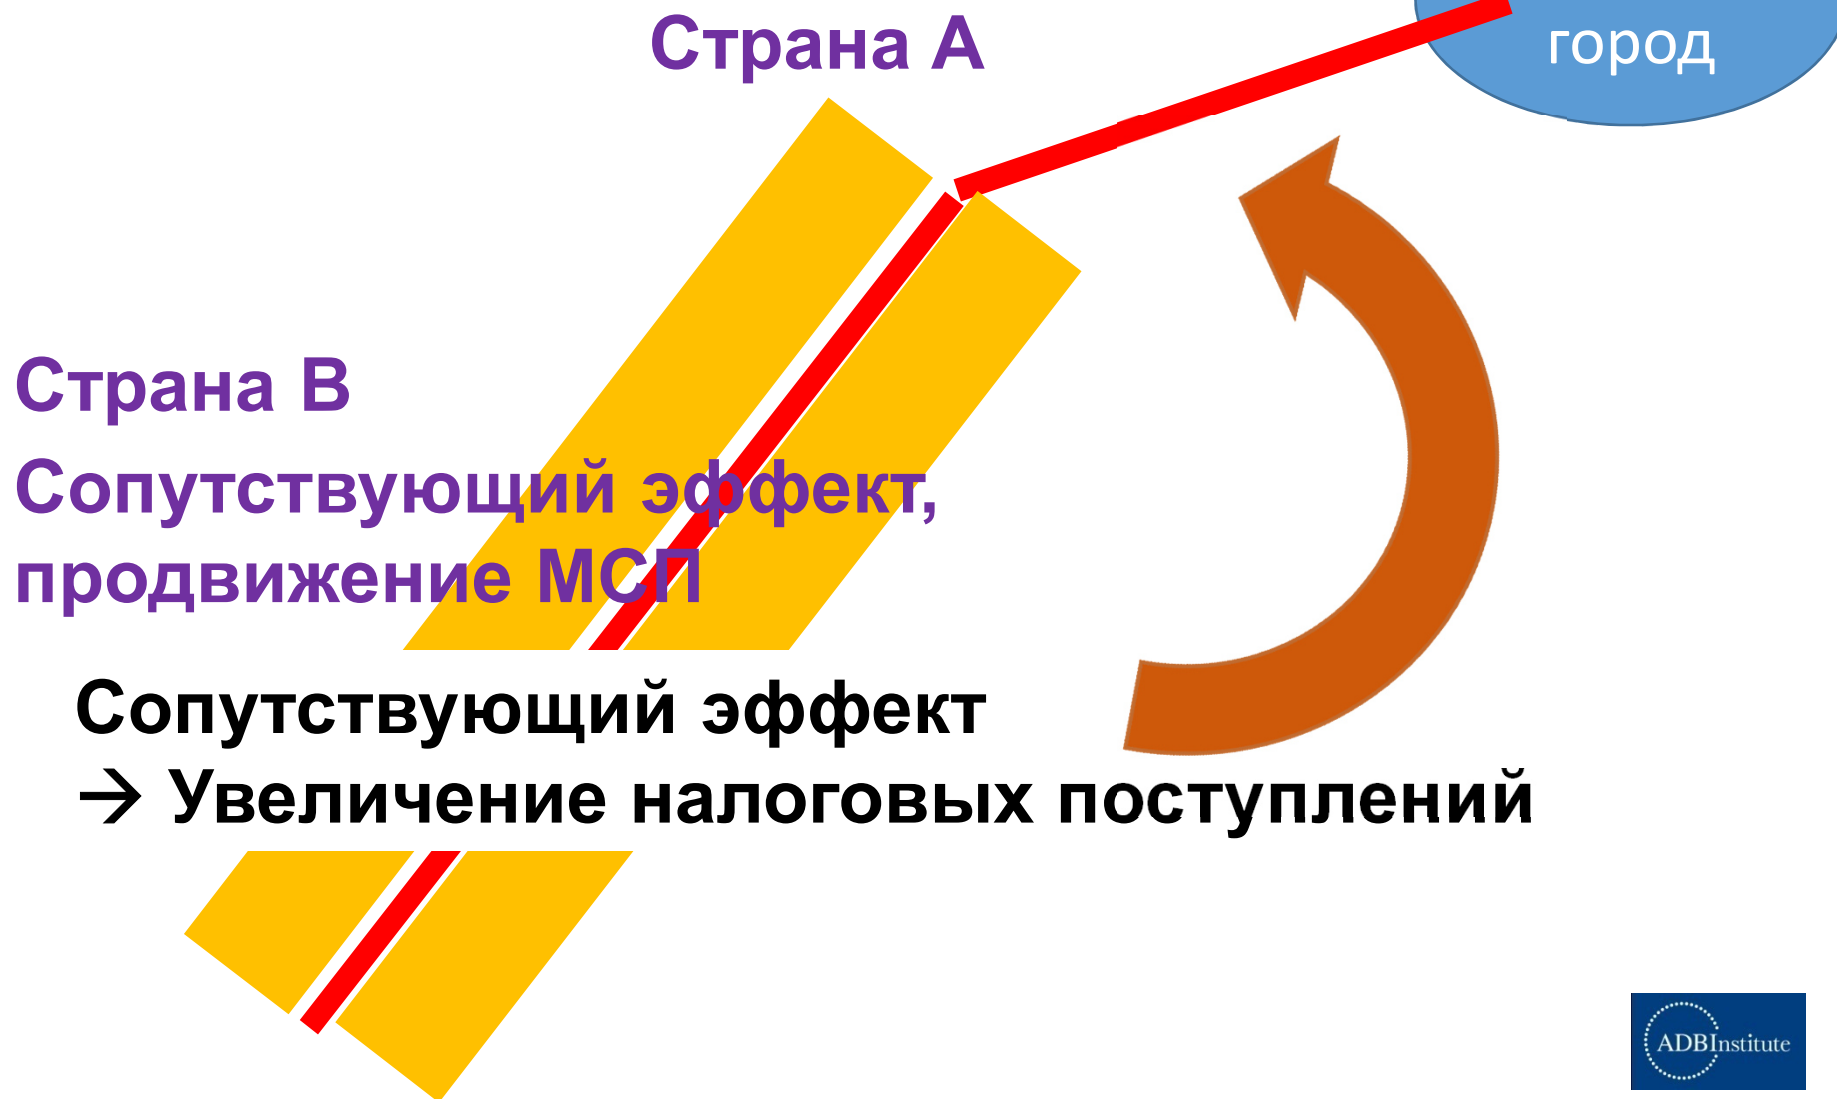 Страна А
город
Страна В
Сопутствующий эффект,
продвижение МСП
Сопутствующий эффект
→ Увеличение налоговых поступлений
ADBInstitute